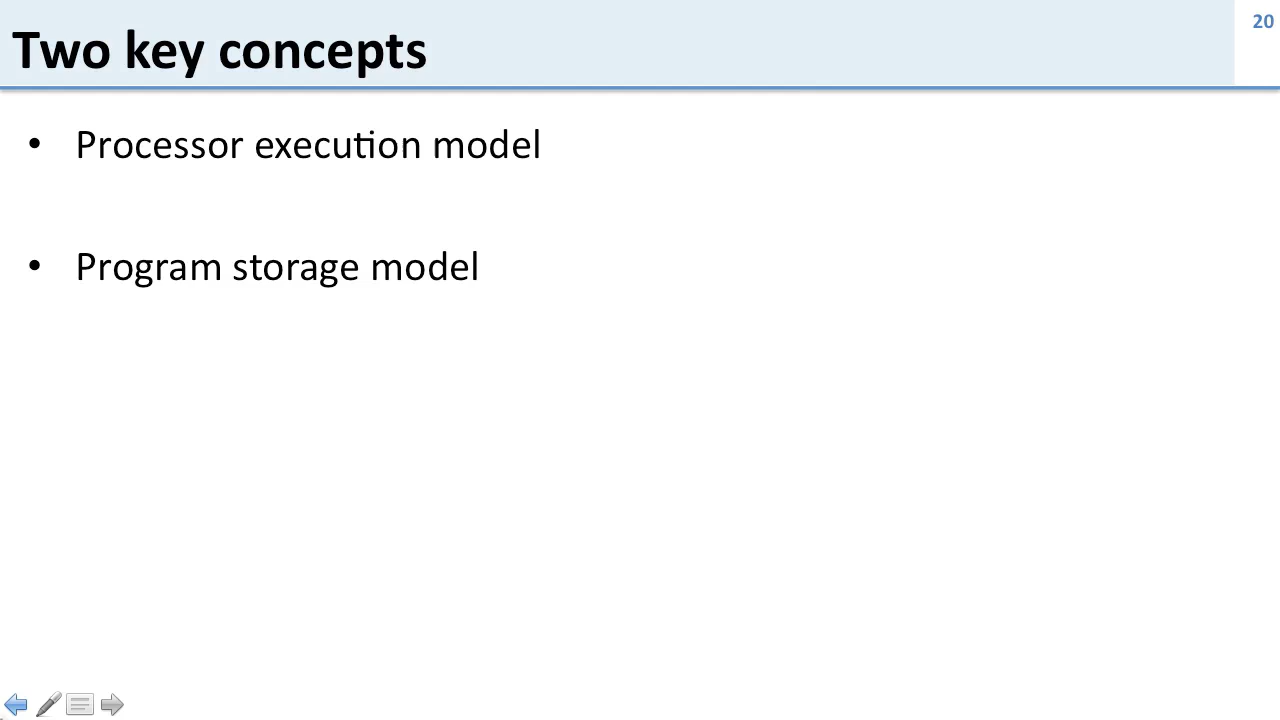 Two key concepts
20
• Processor execution model
• Program storage model